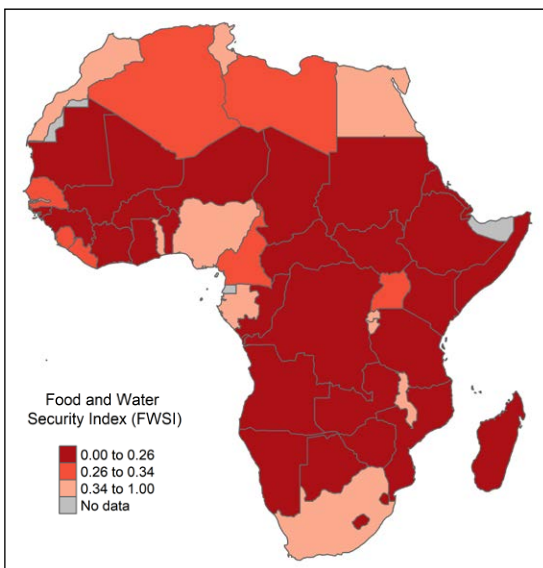 Food and Water
Security Index (FWSI)
0.00 to 0.26
0.26 to 0.34
0.34 to 1.00
No data